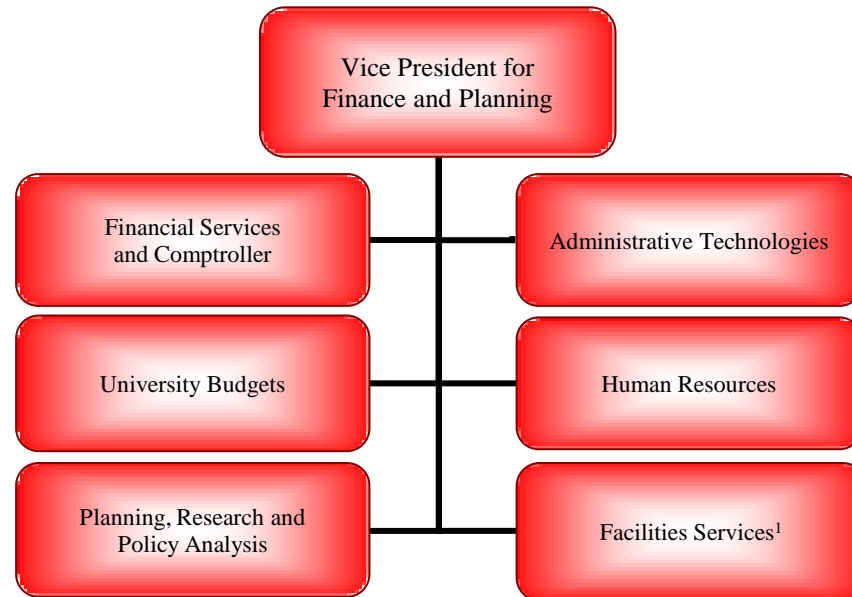 Vice President for
Finance and Planning
Financial Services
and Comptroller
Administrative Technologies
University Budgets
Human Resources
Planning, Research and
Policy Analysis
Facilities Services¹